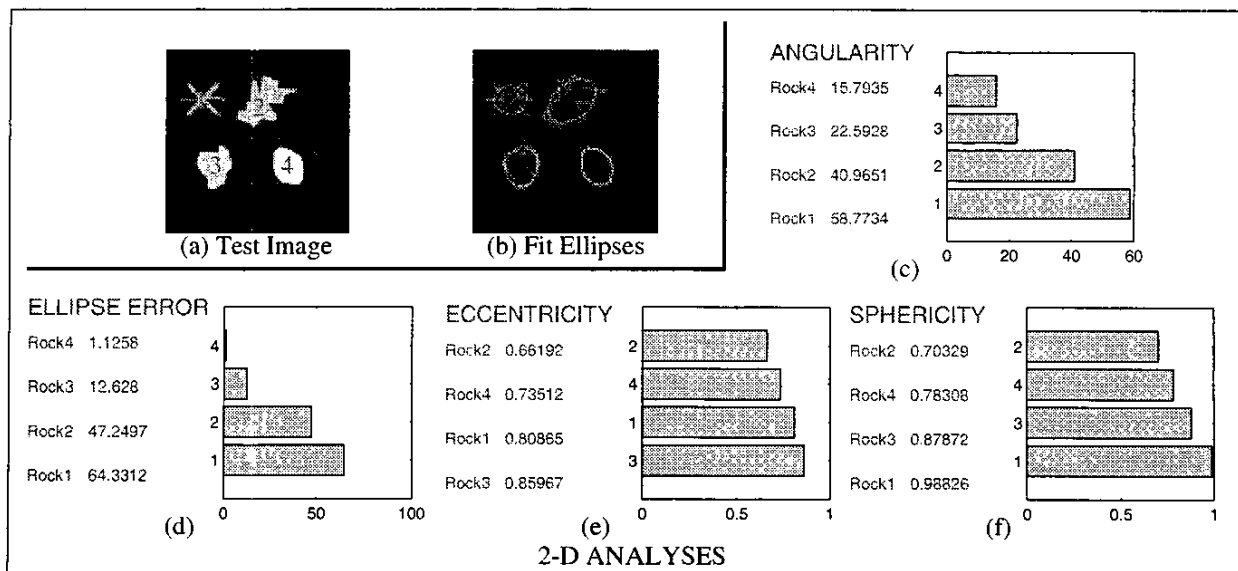 3
4
(a) Test Image
(b) Fit Ellipses
ANGULARITY
Rock4 15.7935
Rock3 22.5928
Rock2 40.9651
Rock1 58.7734
4
3
2
1
0 20 40 60
(c)
ELLIPSE ERROR
Rock4 1.1258
Rock3 12.628
Rock2 47.2497
Rock1 64.3312
4
3
2
1
0 50 100
(d)
ECCENTRICITY
Rock2 0.66192
Rock4 0.73512
Rock1 0.80865
Rock3 0.85967
2
4
1
3
0 0.5 1
(e)
SPHERICITY
Rock2 0.70329
Rock4 0.78308
Rock3 0.87872
Rock1 0.98826
2
4
3
1
0 0.5 1
(f)
2-D ANALYSES